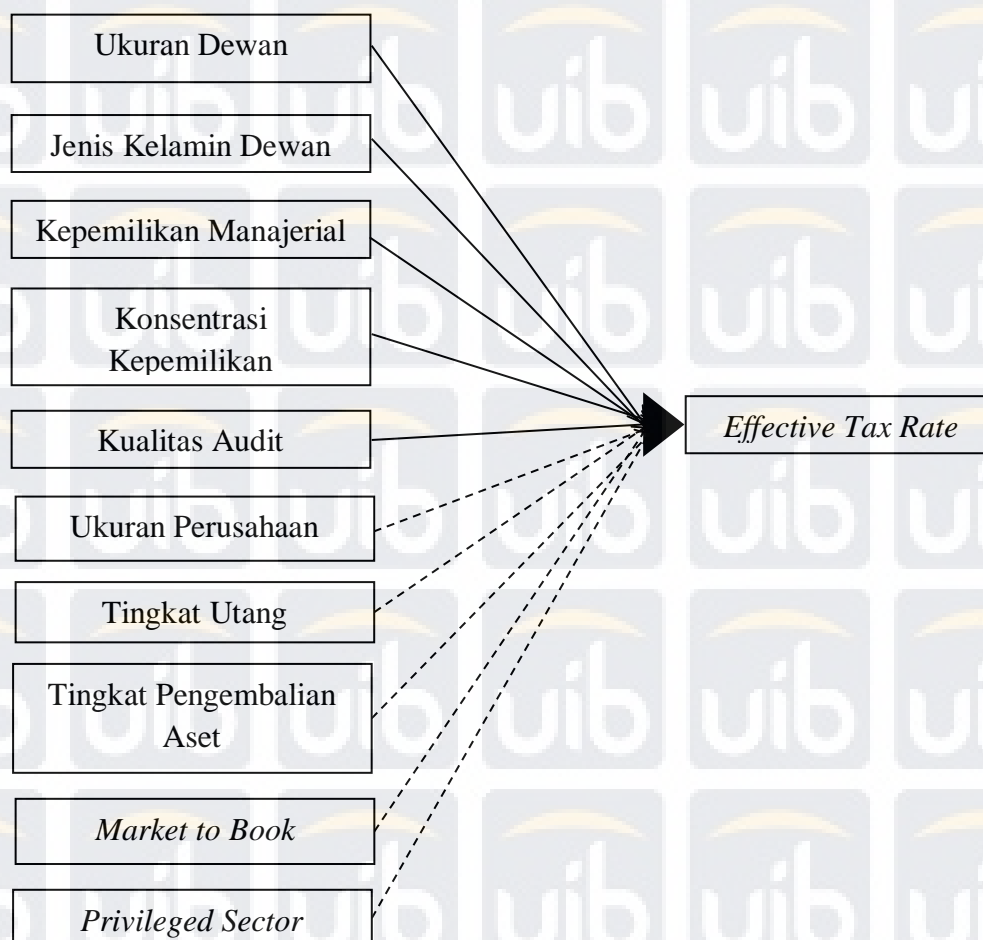 Ukuran Dewan
Jenis Kelamin Dewan
Kepemilikan Manajerial
Konsentrasi
Kepemilikan
Kualitas Audit
Effective Tax Rate
Ukuran Perusahaan
Tingkat Utang
Tingkat Pengembalian
Aset
Market to Book
Privileged Sector
uib